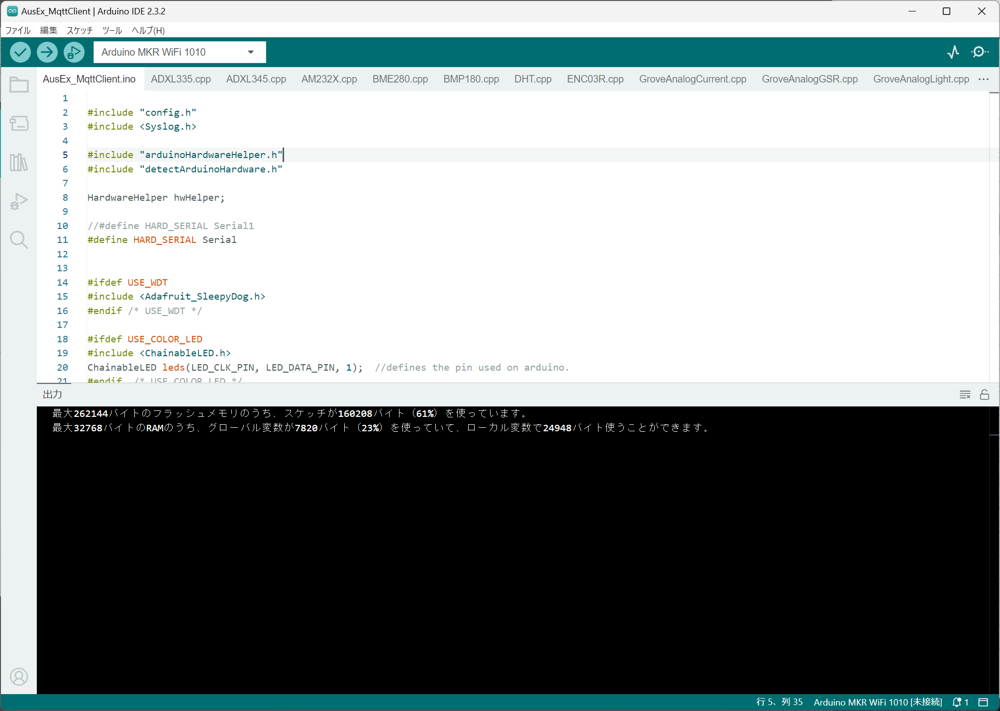 AusEx_MqttClient | Arduino IDE 2.3.2
ファイル 編集 スケッチ ツール ヘルプ(H)
Arduino MKR WiFi 1010
AusEx_MqttClient.ino ADXL335.cpp ADXL345.cpp AM232X.cpp BME280.cpp BMP180.cpp DHT.cpp ENC03R.cpp GroveAnalogCurrent.cpp GroveAnalogGSR.cpp GroveAnalogLight.cpp ...
1
2 #include "config.h"
3 #include <Syslog.h>
4
5 #include "arduinoHardwareHelper.h"
6 #include "detectArduinoHardware.h"
7
8 HardwareHelper hwHelper;
9
10 //#define HARD_SERIAL Serial1
11 #define HARD_SERIAL Serial
12
13
14 #ifdef USE_WDT
15 #include <Adafruit_SleepyDog.h>
16 #endif /* USE_WDT */
17
18 #ifdef USE_COLOR_LED
19 #include <ChainableLED.h>
20 ChainableLED leds(LED_CLK_PIN, LED_DATA_PIN, 1);  //defines the pin used on arduino.
21 #endif  /* USE_COLOR_LED */
出力
最大262144バイトのフラッシュメモリのうち、スケッチが160208バイト（61%）を使っています。
最大32768バイトのRAMのうち、グローバル変数が7820バイト（23%）を使っていて、ローカル変数で24948バイト使うことができます。
行 5、列 35 Arduino MKR WiFi 1010 [未接続] 1